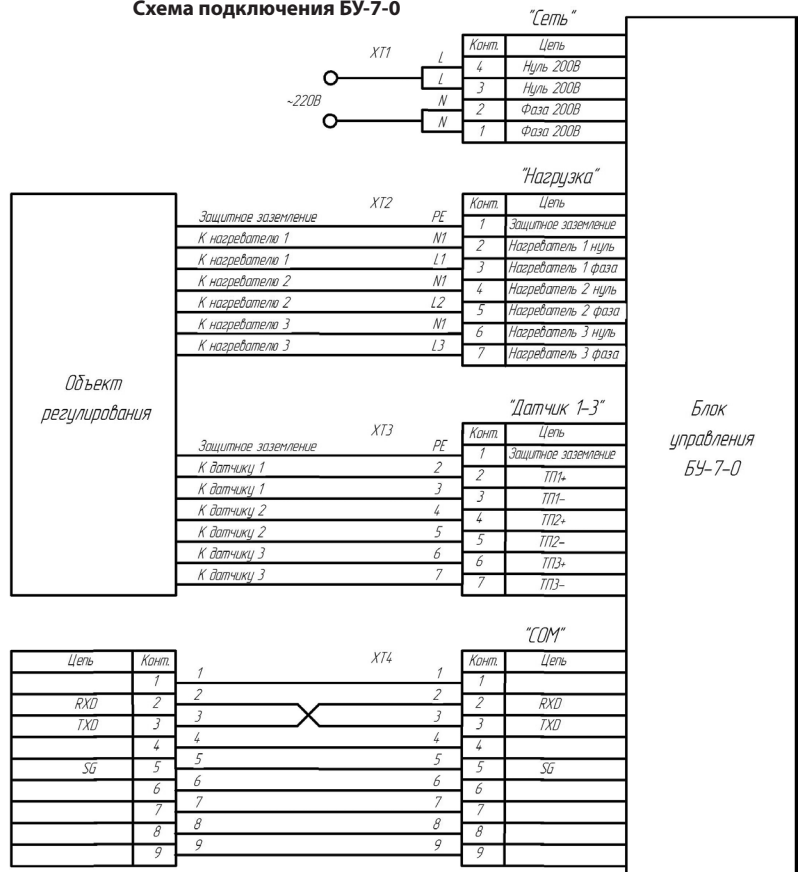 Схема подключения БУ-7-0
"Сеть"
XT1
~220В
L
L
N
N
Конт. Цепь
4 Нуль 200В
3 Нуль 200В
2 Фаза 200В
1 Фаза 200В
"Нагрузка"
XT2
Конт. Цепь
Защитное заземление PE 1 Защитное заземление
К нагревателю 1 N1 2 Нагреватель 1 нуль
К нагревателю 1 L1 3 Нагреватель 1 фаза
К нагревателю 2 N1 4 Нагреватель 2 нуль
К нагревателю 2 L2 5 Нагреватель 2 фаза
К нагревателю 3 N1 6 Нагреватель 3 нуль
К нагревателю 3 L3 7 Нагреватель 3 фаза
Объект
регулирования
"Датчик 1-3"
XT3
Конт. Цепь
Защитное заземление PE 1 Защитное заземление
К датчику 1 2 2 ТП1+
К датчику 1 3 3 ТП1-
К датчику 2 4 4 ТП2+
К датчику 2 5 5 ТП2-
К датчику 3 6 6 ТП3+
К датчику 3 7 7 ТП3-
Блок
управления
БУ-7-0
"COM"
XT4
Цепь Конт. Конт. Цепь
1 1 1 1
RXD 2 2 2 2 RXD
TXD 3 3 3 3 TXD
4 4 4 4
SG 5 5 5 5 SG
6 6 6 6
7 7 7 7
8 8 8 8
9 9 9 9